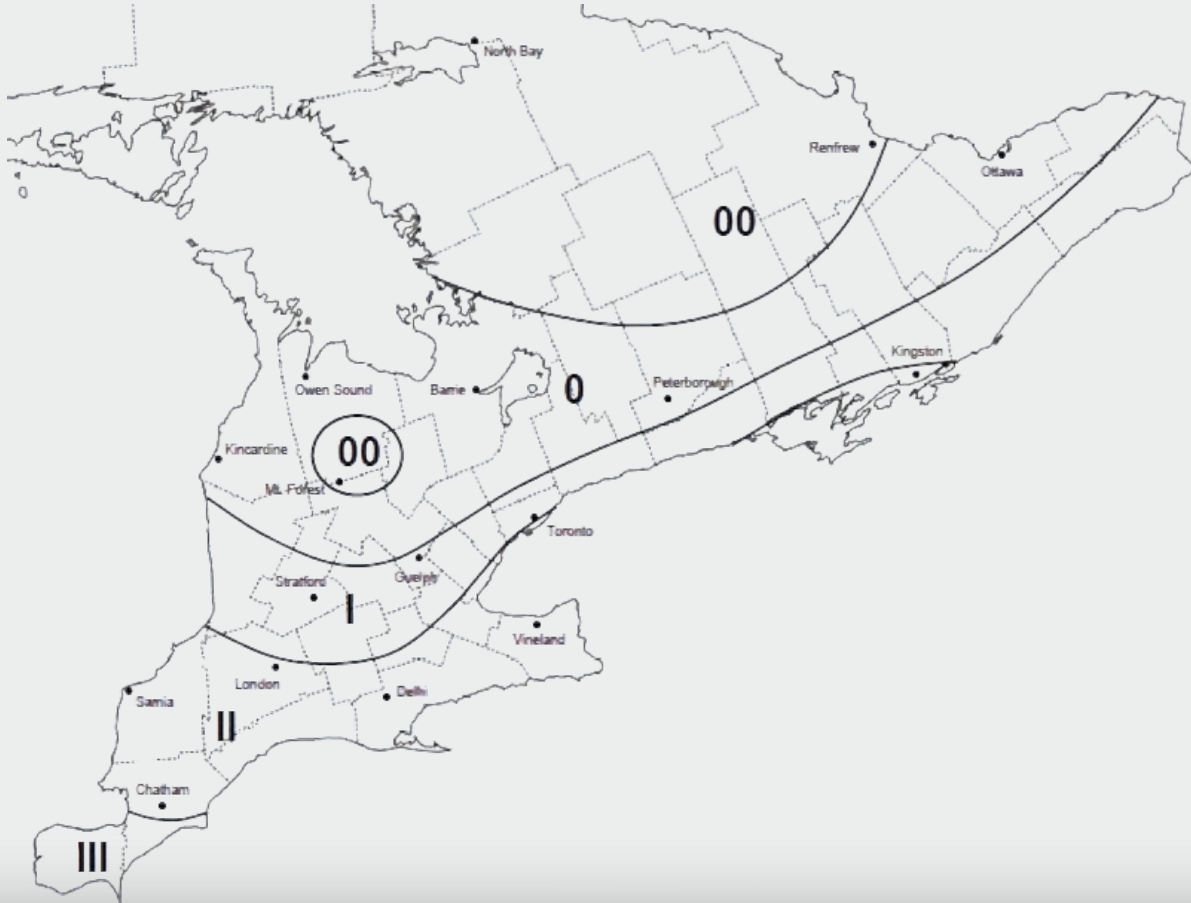 North Bay
Renfrew
Ottawa
00
Kingston
Owen Sound
Barrie
0
Peterborough
Kincardine
00
Mt. Forest
Toronto
Guelph
Stratford
I
Vineland
London
Delhi
Sarnia
II
Chatham
III